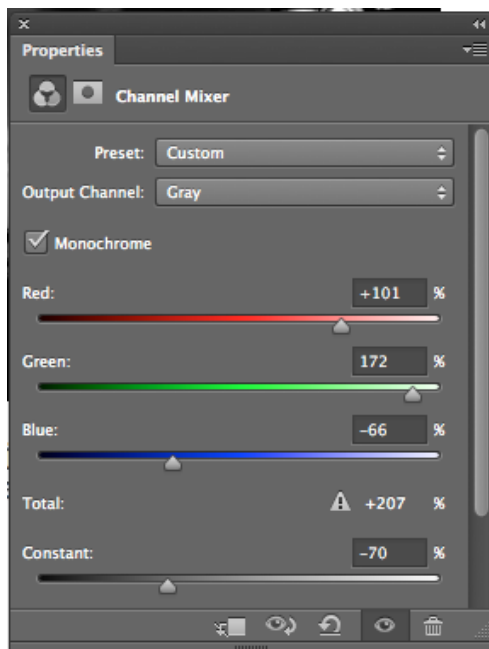 Properties
Channel Mixer
Preset: Custom
Output Channel: Gray
Monochrome
Red: +101 %
Green: 172 %
Blue: -66 %
Total: +207 %
Constant: -70 %